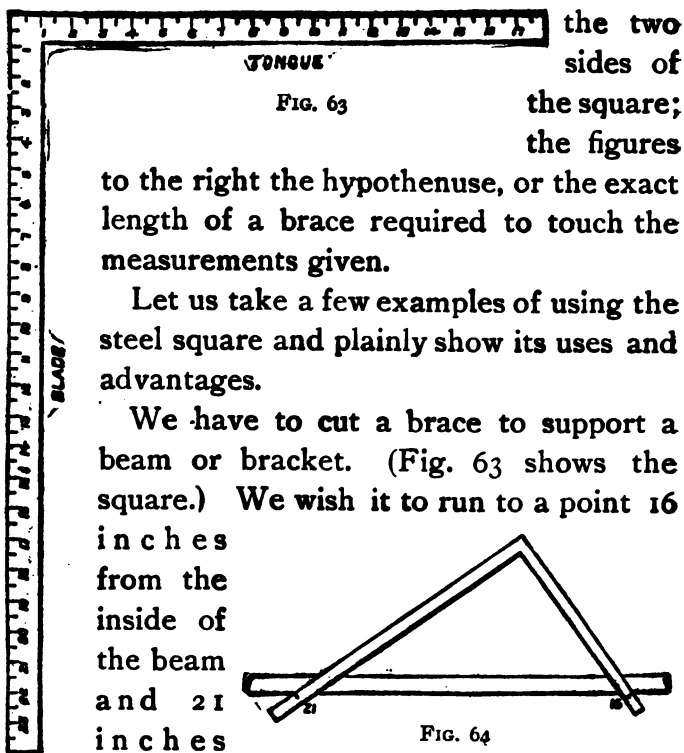 TONGUE
FIG. 63
the two
sides of
the square;
the figures
to the right the hypothenuse, or the exact
length of a brace required to touch the
measurements given.
Let us take a few examples of using the
steel square and plainly show its uses and
advantages.
BLADE
We have to cut a brace to support a
beam or bracket. (Fig. 63 shows the
square.) We wish it to run to a point 16
inches
from the
inside of
the beam
and 21
inches
21
16
FIG. 64